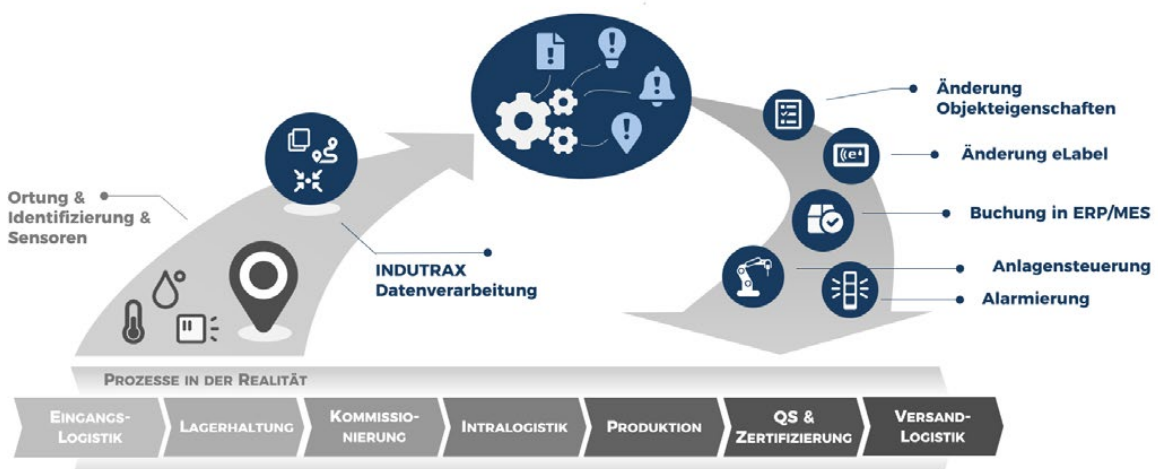 Änderung
Objekteigenschaften
Änderung eLabel
Ortung &
Identifizierung &
Sensoren
Buchung in ERP/MES
INDUTRAX
Datenverarbeitung
Anlagensteuerung
Alarmierung
PROZESSE IN DER REALITÄT
EINGANGS-
LOGISTIK
LAGERHALTUNG
KOMMISSIO-
NIERUNG
INTRALOGISTIK
PRODUKTION
QS &
ZERTIFIZIERUNG
VERSAND-
LOGISTIK